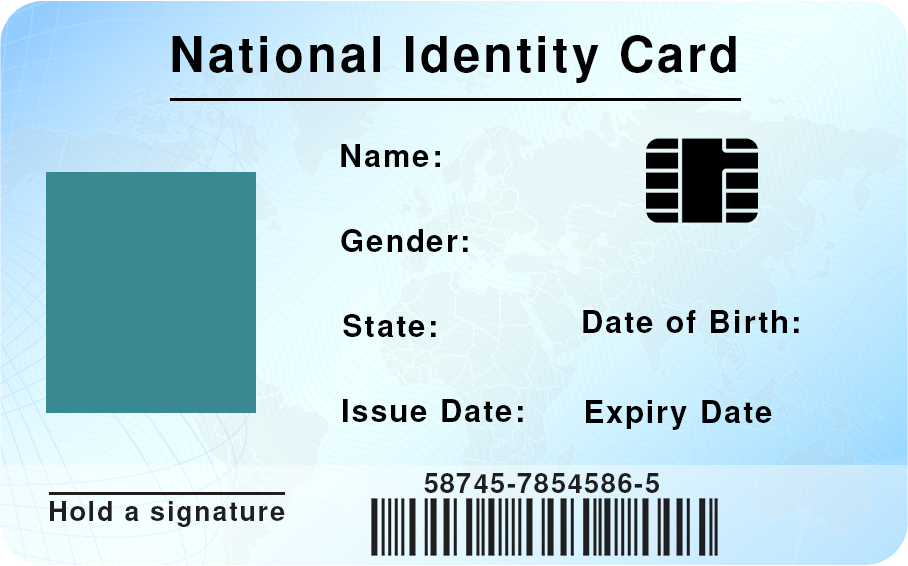 National Identity Card
Name:
Gender:
State:
Date of Birth:
Issue Date:
Expiry Date
58745-7854586-5
Hold a signature